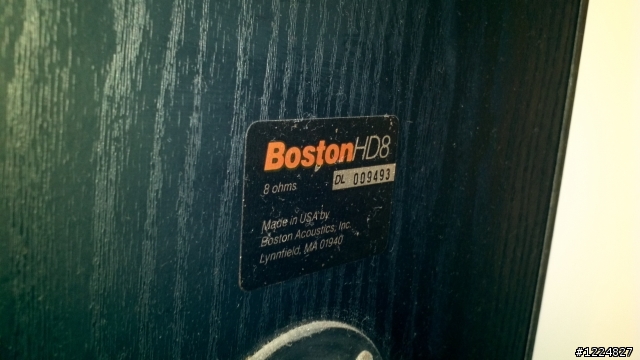 BostonHD8
8 ohms
DL 009493
Made in USA by
Boston Acoustics, Inc.
Lynnfield, MA 01940
#1224827